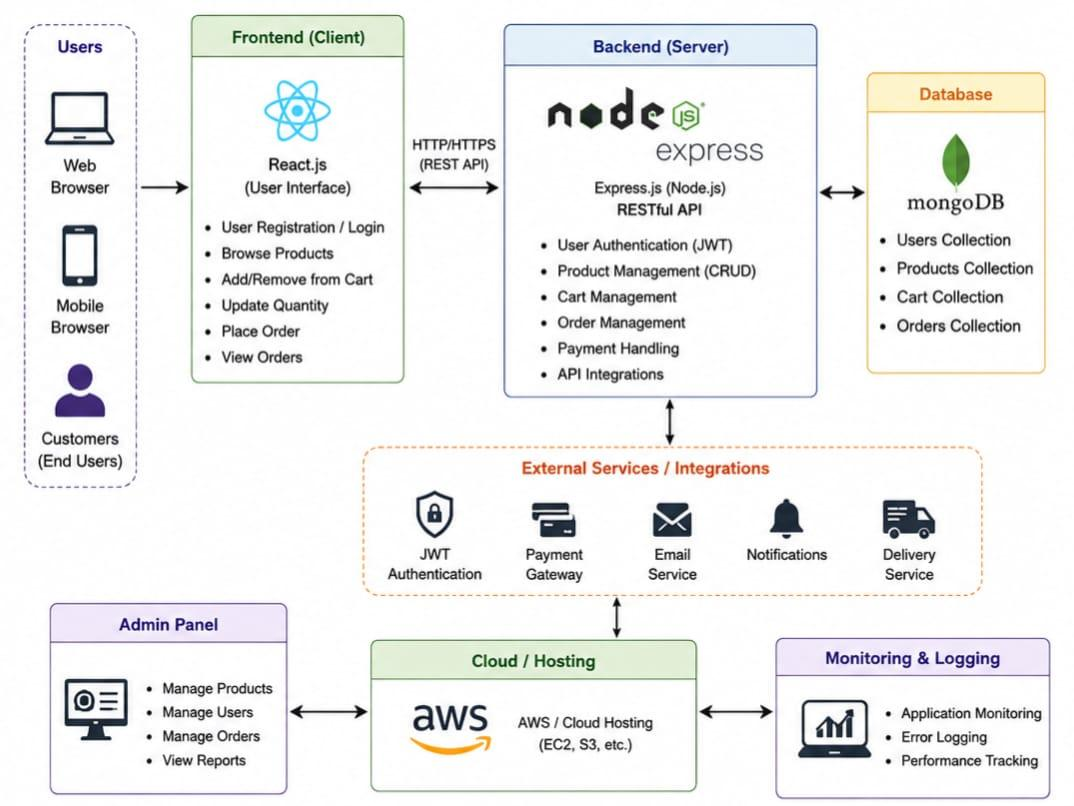 Users
Web
Browser
Mobile
Browser
Customers
(End Users)
Frontend (Client)
React.js
(User Interface)
• User Registration / Login
• Browse Products
• Add/Remove from Cart
• Update Quantity
• Place Order
• View Orders
HTTP/HTTPS
(REST API)
Backend (Server)
node JS
express
Express.js (Node.js)
RESTful API
• User Authentication (JWT)
• Product Management (CRUD)
• Cart Management
• Order Management
• Payment Handling
• API Integrations
Database
mongoDB
• Users Collection
• Products Collection
• Cart Collection
• Orders Collection
External Services / Integrations
JWT
Authentication
Payment
Gateway
Email
Service
Notifications
Delivery
Service
Admin Panel
• Manage Products
• Manage Users
• Manage Orders
• View Reports
Cloud / Hosting
aws
AWS / Cloud Hosting
(EC2, S3, etc.)
Monitoring & Logging
• Application Monitoring
• Error Logging
• Performance Tracking